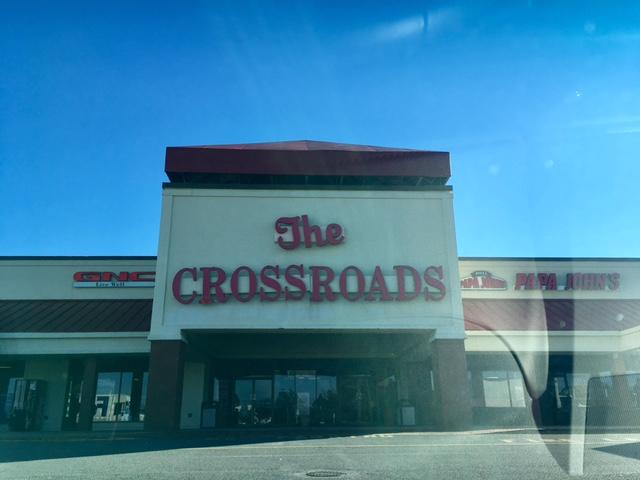 The
CROSSROADS
GNC
Live Well
PAPA JOHN'S
PAPA JOHN'S